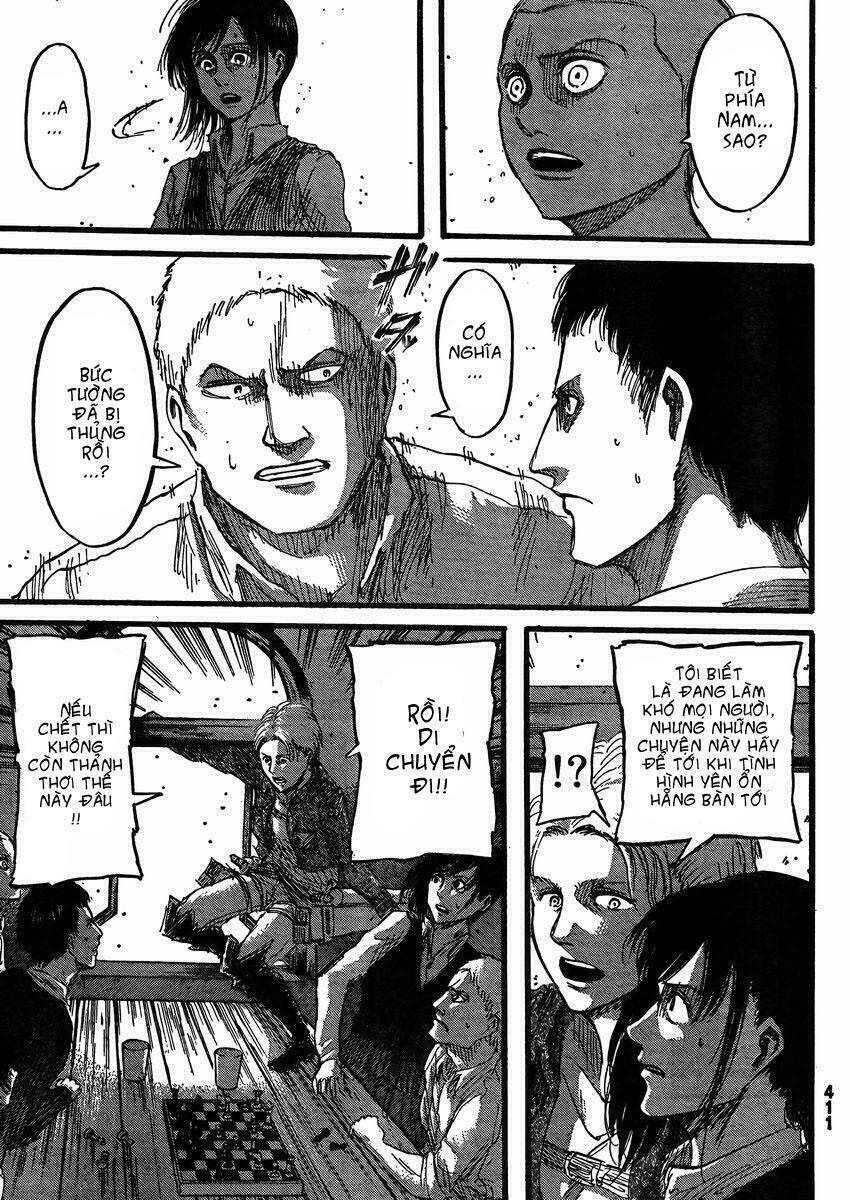 TỪ
PHÍA
NAM...
SAO?
...A
...
CÓ
NGHĨA
...
ガ
タ
BỨC
TƯỜNG
ĐÃ BỊ
THỦNG
RỒI
...?
TÔI BIẾT
LÀ ĐANG LÀM
KHÓ MỌI NGƯỜI,
NHƯNG NHỮNG
CHUYỆN NÀY HÃY
ĐỂ TỚI KHI TÌNH
HÌNH YÊN ỔN
HẴNG BÀN TỚI
!?
RỒI!
DI
CHUYỂN
ĐI!!
NẾU
CHẾT THÌ
KHÔNG
CÒN THẢNH
THƠI THẾ
NÀY ĐÂU
!!
411